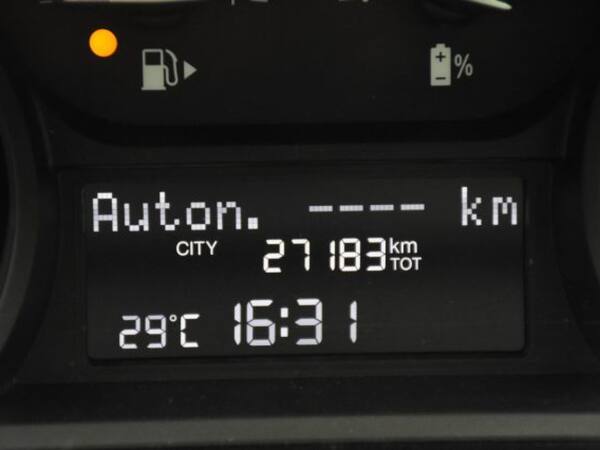 %
Auton. ---- km
CITY 27183 km TOT
29°C 16:31